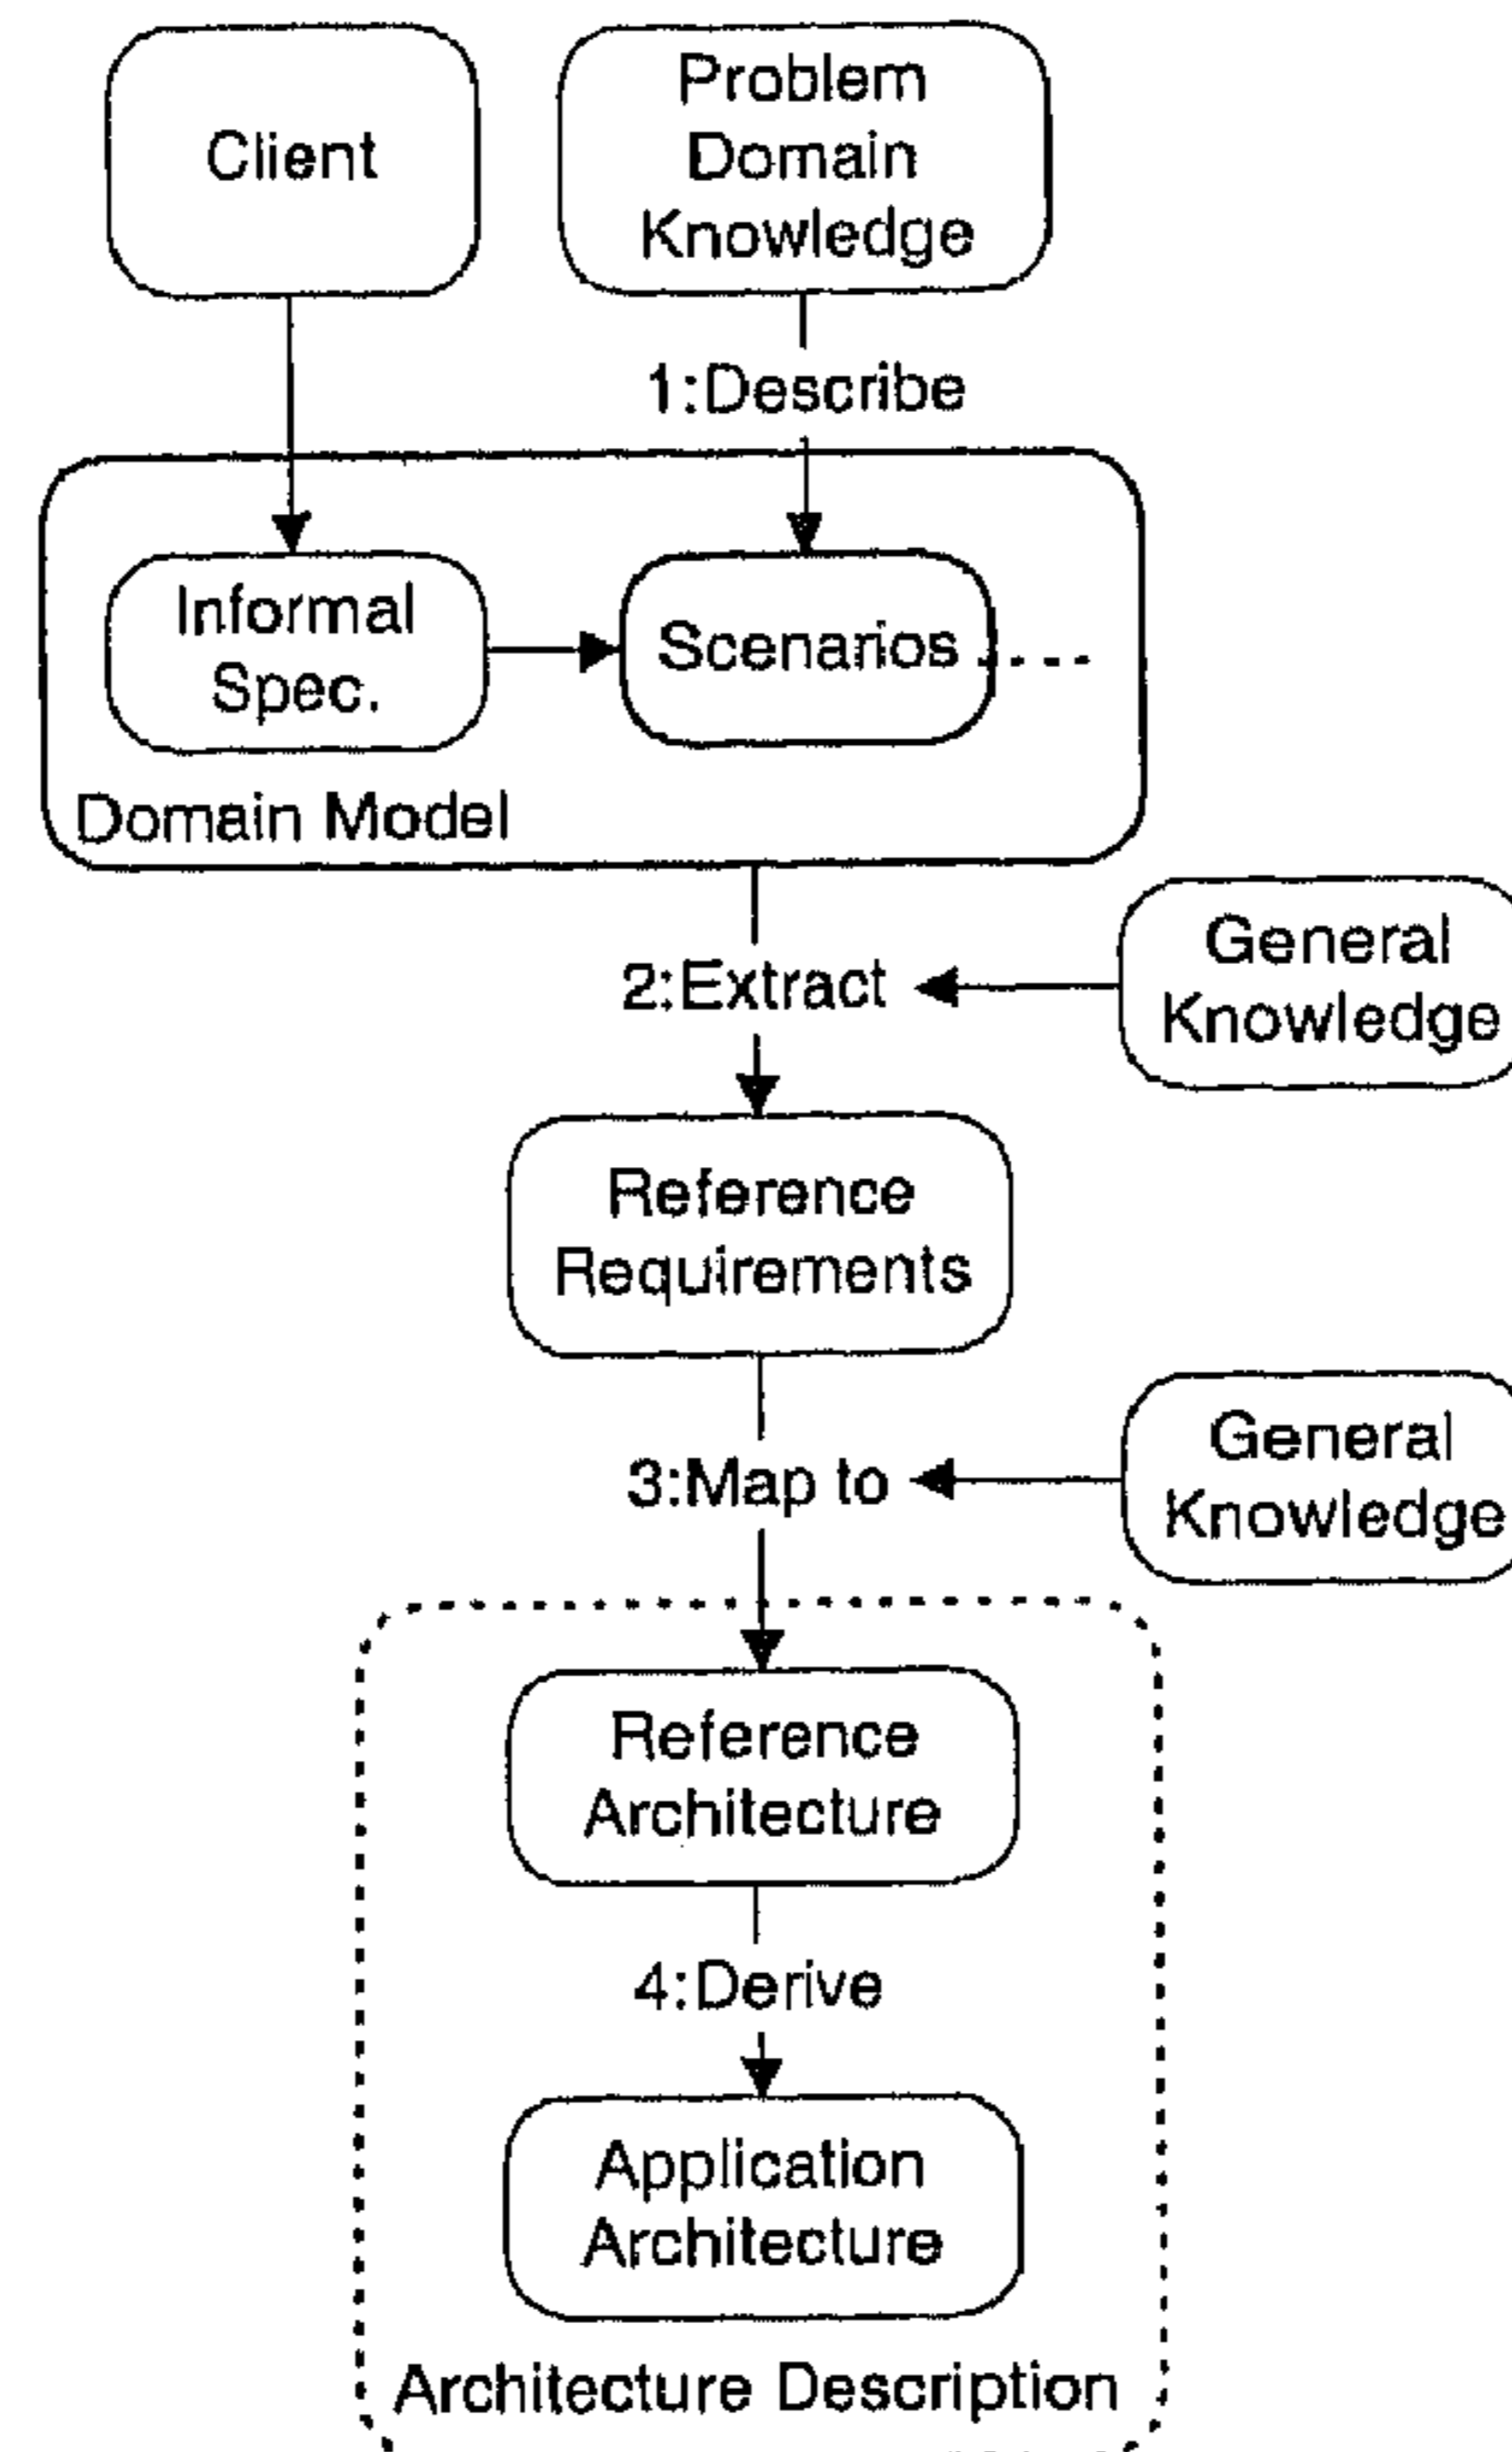 Client
Problem
Domain
Knowledge
1:Describe
Informal
Spec.
Scenarios
Domain Model
2:Extract
General
Knowledge
Reference
Requirements
3:Map to
General
Knowledge
Reference
Architecture
4:Derive
Application
Architecture
Architecture Description